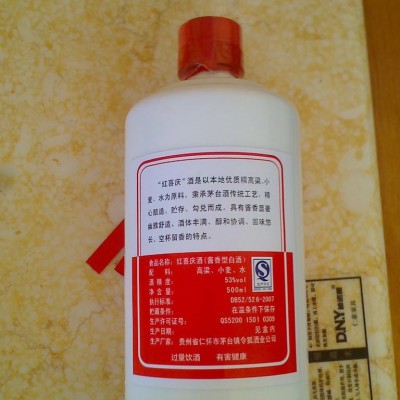 "红喜庆"酒是以本地优质糯高粱、小
麦、水为原料、秉承茅台酒传统工艺、精
心酿造、贮存、勾兑而成、具有酱香显著
幽雅舒适、酒体丰满、醇和协调、回味悠
长、空杯留香的特点。
食品名称: 红喜庆酒(酱香型白酒)
配 料: 高粱、小麦、水
酒精度: 53%vol
净含量: 500ml
执行标准: DB52/526-2007
贮藏条件: 在温条件下保存
生产许可证号: QS5200 1501 0305
生产日期: 见盒内
生产厂家: 贵州省仁怀市茅台镇令狐酒业公司
过量饮酒 有害健康
QS
D.N.Y